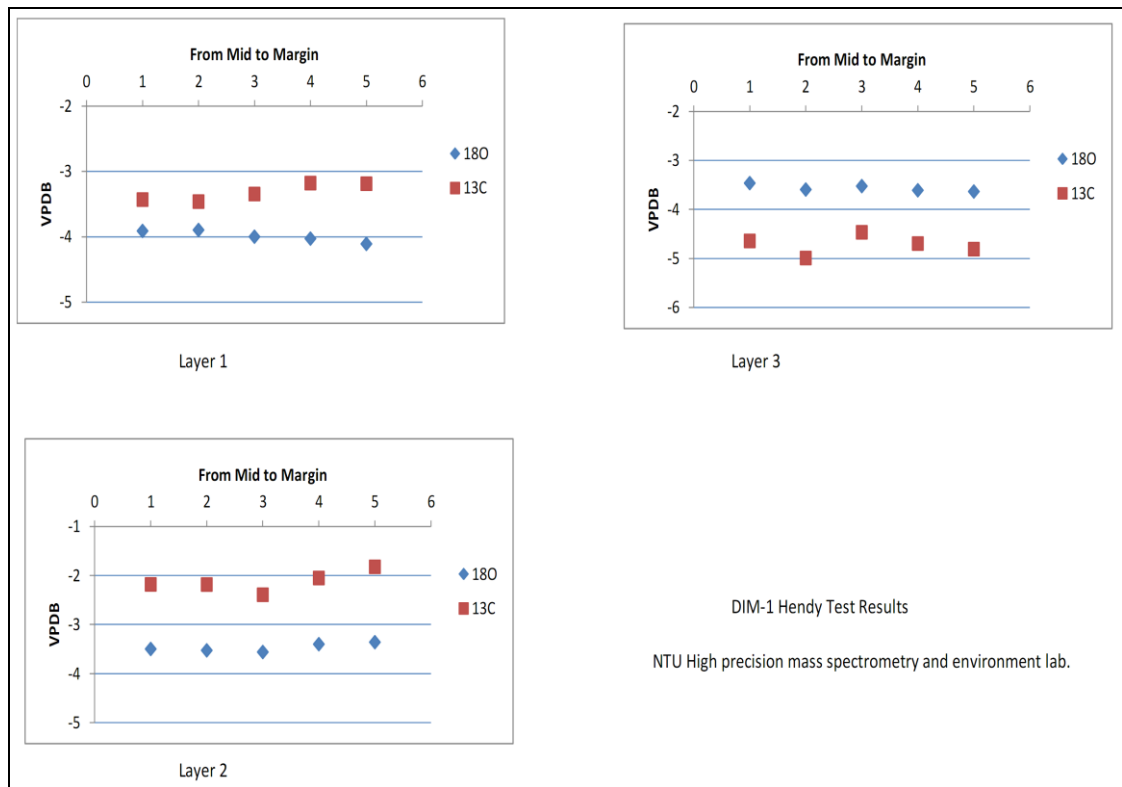 From Mid to Margin
0 1 2 3 4 5 6
-2
-3
-4
-5
VPDB
18O
13C
Layer 1
From Mid to Margin
0 1 2 3 4 5 6
-2
-3
-4
-5
-6
VPDB
18O
13C
Layer 3
From Mid to Margin
0 1 2 3 4 5 6
-1
-2
-3
-4
-5
VPDB
18O
13C
Layer 2
DIM-1 Hendy Test Results
NTU High precision mass spectrometry and environment lab.